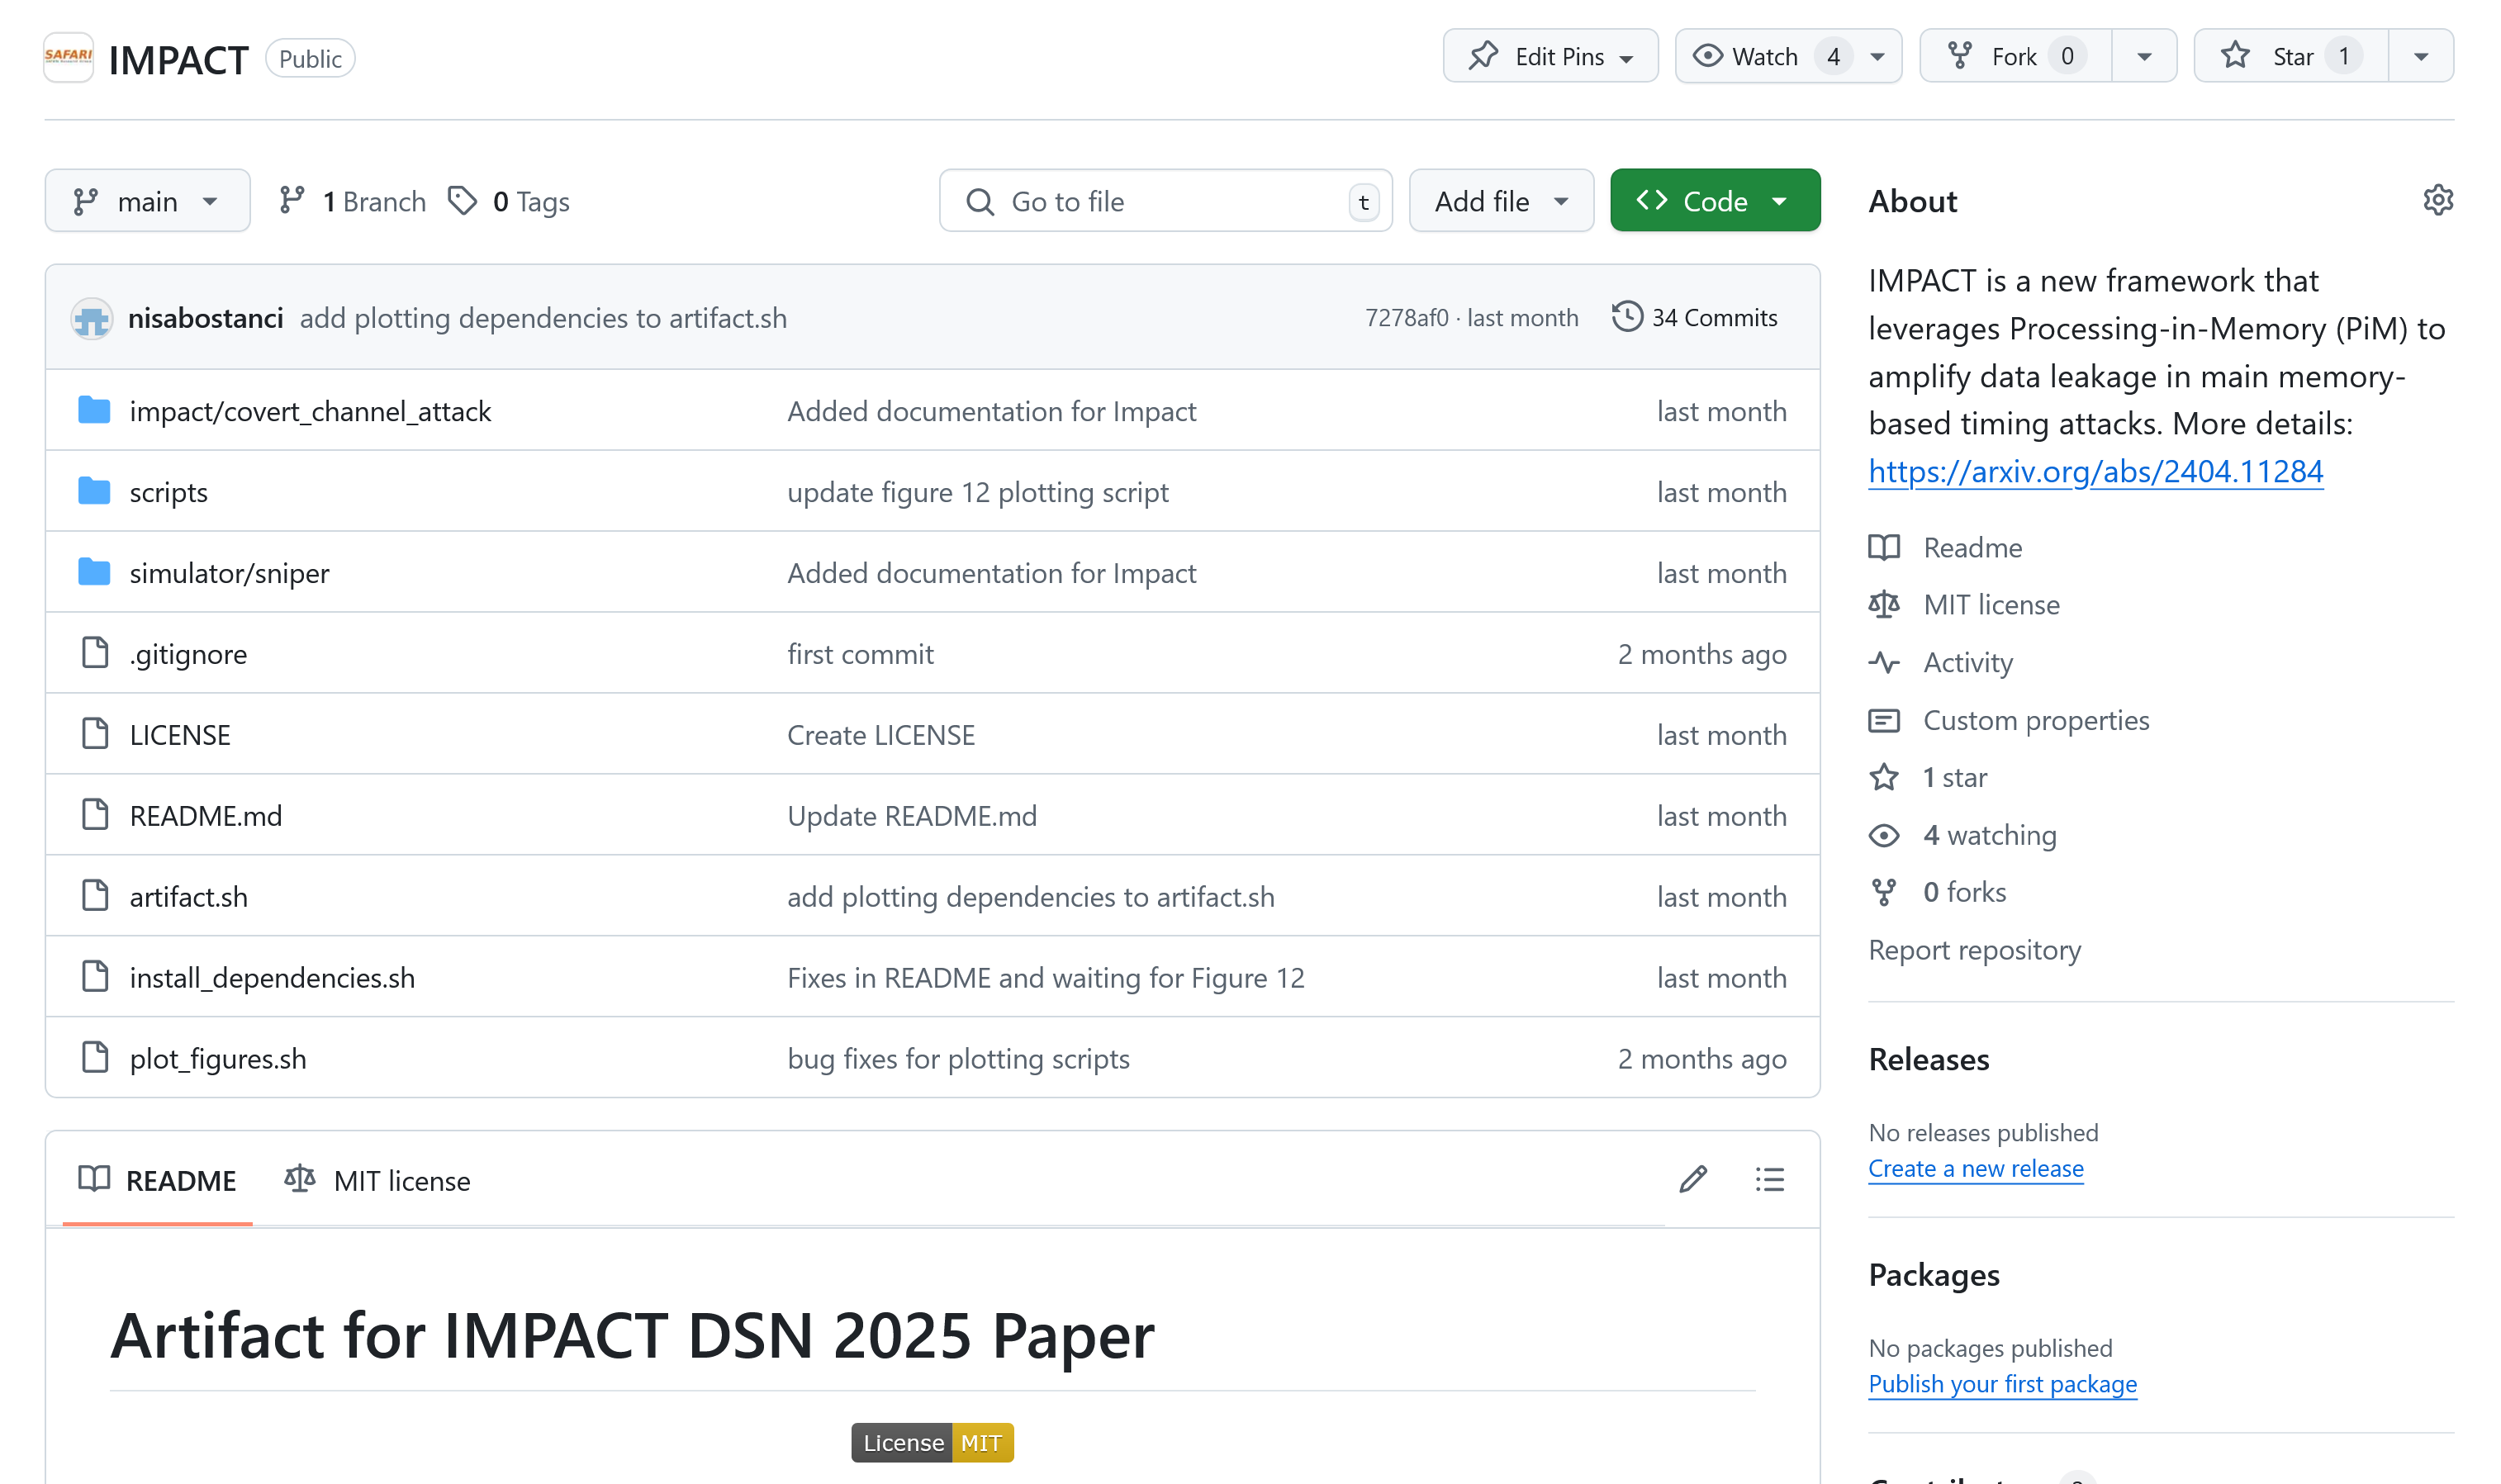 SAFARI
IMPACT Public
Edit Pins
Watch 4
Fork 0
Star 1
main
1 Branch
0 Tags
Go to file t
Add file
Code
nisabostanci add plotting dependencies to artifact.sh 7278af0 · last month 34 Commits
impact/covert_channel_attack Added documentation for Impact last month
scripts update figure 12 plotting script last month
simulator/sniper Added documentation for Impact last month
.gitignore first commit 2 months ago
LICENSE Create LICENSE last month
README.md Update README.md last month
artifact.sh add plotting dependencies to artifact.sh last month
install_dependencies.sh Fixes in README and waiting for Figure 12 last month
plot_figures.sh bug fixes for plotting scripts 2 months ago
README
MIT license
Artifact for IMPACT DSN 2025 Paper
License MIT
About
IMPACT is a new framework that
leverages Processing-in-Memory (PiM) to
amplify data leakage in main memory-
based timing attacks. More details:
https://arxiv.org/abs/2404.11284
Readme
MIT license
Activity
Custom properties
1 star
4 watching
0 forks
Report repository
Releases
No releases published
Create a new release
Packages
No packages published
Publish your first package